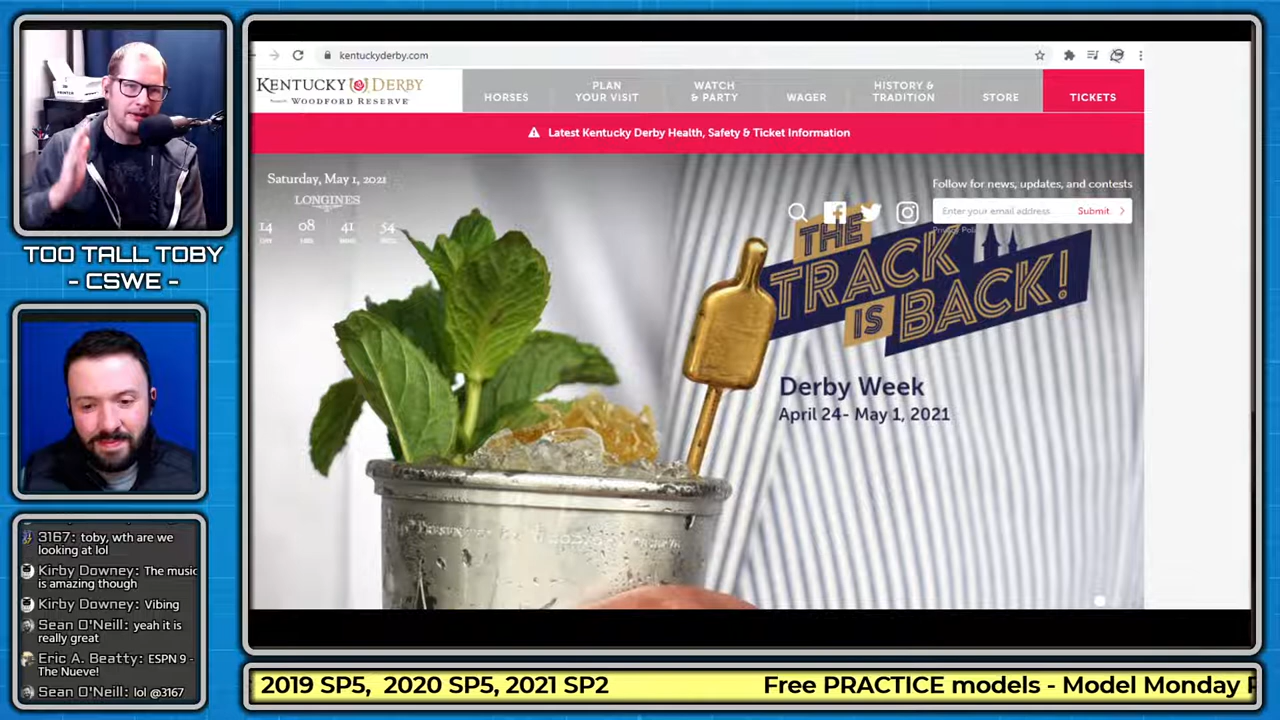 TOO TALL TOBY
- CSWE -
3167: toby, wth are we
looking at lol
Kirby Downey: The music
is amazing though
Kirby Downey: Vibing
Sean O'Neill: yeah it is
really great
Eric A. Beatty: ESPN 9 -
The Nueve!
Sean O'Neill: lol @3167
kentuckyderby.com
KENTUCKY DERBY
WOODFORD RESERVE
HORSES
PLAN
YOUR VISIT
WATCH
& PARTY
WAGER
HISTORY &
TRADITION
STORE
TICKETS
Latest Kentucky Derby Health, Safety & Ticket Information
Saturday, May 1, 2021
LONGINES
14 08 41 34
Follow for news, updates, and contests
Enter your email address
Submit
THE
TRACK
IS BACK!
Derby Week
April 24- May 1, 2021
2019 SP5, 2020 SP5, 2021 SP2
Free PRACTICE models - Model Monday